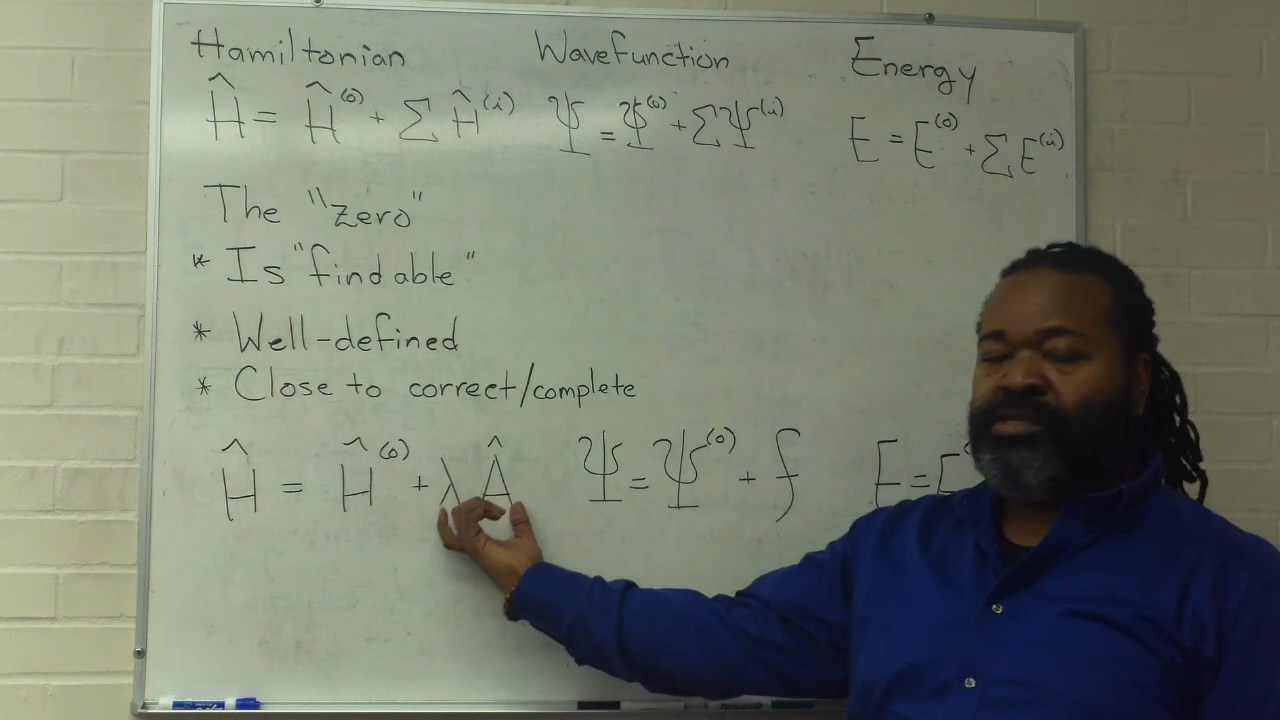 Hamiltonian Wavefunction Energy
Ĥ = Ĥ⁽⁰⁾ + Σ Ĥ⁽ⁱ⁾ Ψ = Ψ⁽⁰⁾ + ΣΨ⁽ⁱ⁾ E = E⁽⁰⁾ + ΣE⁽ⁱ⁾
The "zero"
* Is "findable"
* Well-defined
* Close to correct/complete
Ĥ = Ĥ⁽⁰⁾ + λÂ Ψ = Ψ⁽⁰⁾ + f E = E